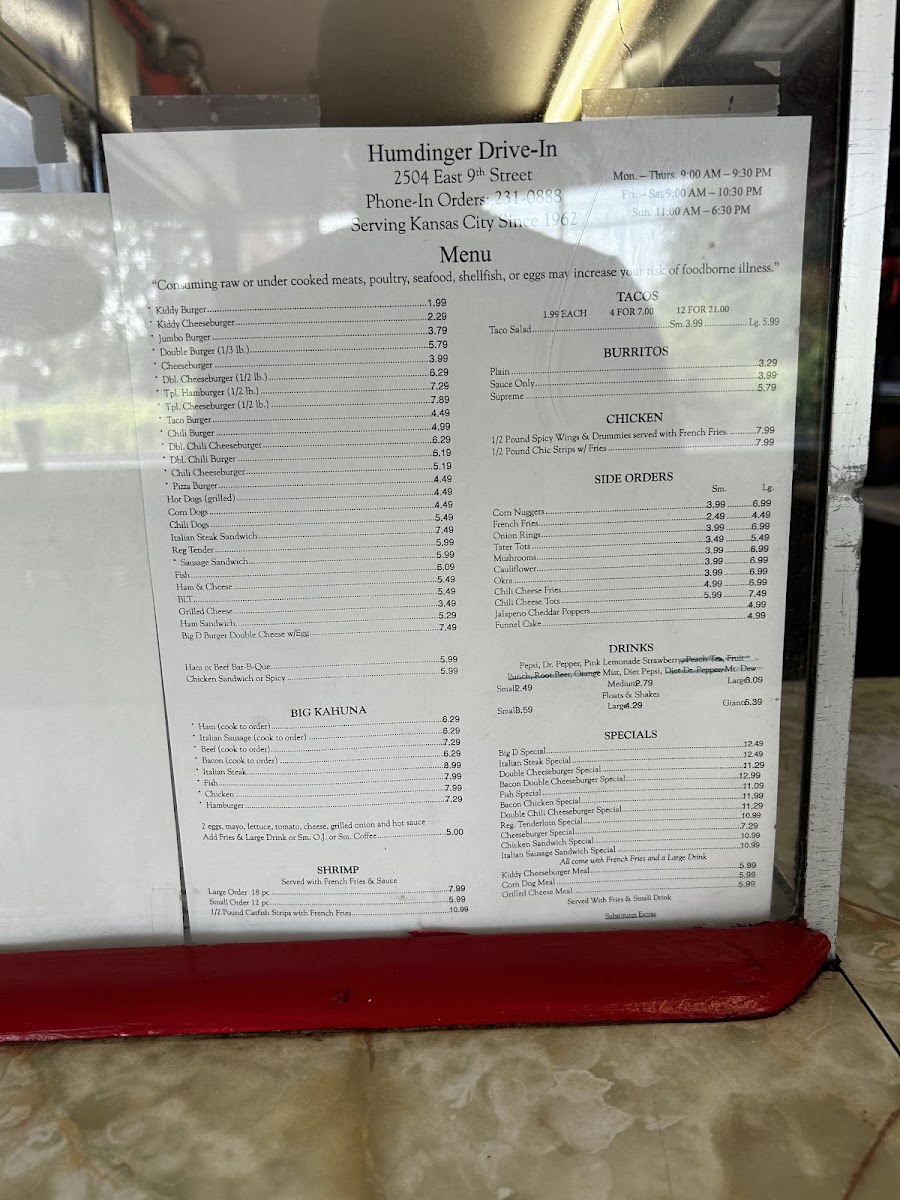 Humdinger Drive-In
2504 East 9th Street
Phone-In Orders: 231-0888
Serving Kansas City Since 1962
Mon. – Thurs. 9:00 AM – 9:30 PM
Fri. – Sat. 9:00 AM – 10:30 PM
Sun. 11:00 AM – 6:30 PM
Menu
"Consuming raw or under cooked meats, poultry, seafood, shellfish, or eggs may increase your risk of foodborne illness."
* Kiddy Burger 1.99
* Kiddy Cheeseburger 2.29
* Jumbo Burger 3.79
* Double Burger (1/3 lb.) 5.79
* Cheeseburger 3.99
* Dbl. Cheeseburger (1/2 lb.) 6.29
* Tpl. Hamburger (1/2 lb.) 7.29
* Tpl. Cheeseburger (1/2 lb.) 7.89
* Taco Burger 4.49
* Chili Burger 4.99
* Dbl. Chili Cheeseburger 6.29
* Dbl. Chili Burger 6.19
* Chili Cheeseburger 5.19
* Pizza Burger 4.49
Hot Dogs (grilled) 4.49
Corn Dogs 4.49
Chili Dogs 5.49
Italian Steak Sandwich 7.49
Reg Tender 5.99
* Sausage Sandwich 5.99
Fish 6.09
Ham & Cheese 5.49
BLT 5.49
Grilled Cheese 3.49
Ham Sandwich 5.29
Big D Burger Double Cheese w/Egg 7.49
Ham or Beef Bar-B-Que 5.99
Chicken Sandwich or Spicy 5.99
BIG KAHUNA
* Ham (cook to order) 6.29
* Italian Sausage (cook to order) 6.29
* Beef (cook to order) 7.29
* Bacon (cook to order) 6.29
* Italian Steak 8.99
* Fish 7.99
* Chicken 7.99
* Hamburger 7.29
2 eggs, mayo, lettuce, tomato, cheese, grilled onion and hot sauce
Add Fries & Large Drink or Sm. O.J. or Sm. Coffee 5.00
SHRIMP
Served with French Fries & Sauce
Large Order 18 pc 7.99
Small Order 12 pc 5.99
1/2 Pound Catfish Strips with French Fries 10.99
TACOS
1.99 EACH 4 FOR 7.00 12 FOR 21.00
Taco Salad Sm. 3.99 Lg. 5.99
BURRITOS
Plain 3.29
Sauce Only 3.99
Supreme 5.79
CHICKEN
1/2 Pound Spicy Wings & Drummies served with French Fries. 7.99
1/2 Pound Chic Strips w/ Fries 7.99
SIDE ORDERS
Sm. Lg.
Corn Nuggets 3.99 6.99
French Fries 2.49 4.49
Onion Rings 3.99 6.99
Tater Tots 3.49 5.49
Mushrooms 3.99 6.99
Cauliflower 3.99 6.99
Okra 3.99 6.99
Chili Cheese Fries 4.99 6.99
Chili Cheese Tots 5.99 7.49
Jalapeno Cheddar Poppers 4.99
Funnel Cake 4.99
DRINKS
Pepsi, Dr. Pepper, Pink Lemonade Strawberry, Peach Tea, Fruit
Punch, Root Beer, Orange Mist, Diet Pepsi, Diet Dr. Pepper, Mt. Dew
Small2.49 Medium2.79 Large3.09
Floats & Shakes
Small3.59 Large4.29 Giant5.39
SPECIALS
Big D Special 12.49
Italian Steak Special 12.49
Double Cheeseburger Special 11.29
Bacon Double Cheeseburger Special 12.99
Fish Special 11.09
Bacon Chicken Special 11.99
Double Chili Cheeseburger Special 11.29
Reg. Tenderloin Special 10.99
Cheeseburger Special 7.29
Chicken Sandwich Special 10.99
Italian Sausage Sandwich Special 10.99
All come with French Fries and a Large Drink
Kiddy Cheeseburger Meal 5.99
Corn Dog Meal 5.99
Grilled Cheese Meal 5.99
Served With Fries & Small Drink
Substitutes Extras